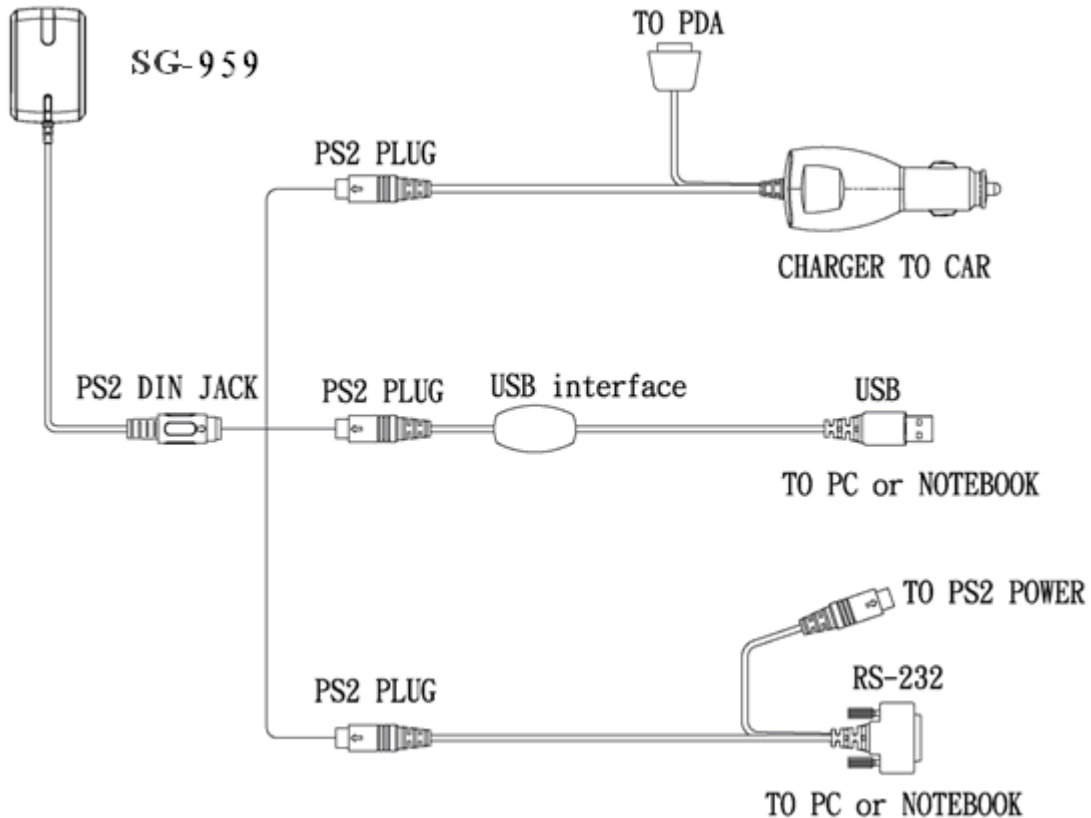 TO PDA
SG-959
PS2 PLUG
CHARGER TO CAR
PS2 DIN JACK
PS2 PLUG
USB interface
USB
TO PC or NOTEBOOK
TO PS2 POWER
PS2 PLUG
RS-232
TO PC or NOTEBOOK